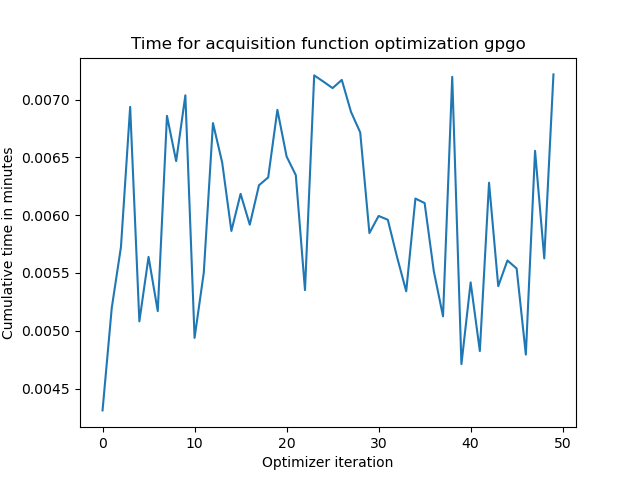 Time for acquisition function optimization gpgo
Cumulative time in minutes
0.0070
0.0065
0.0060
0.0055
0.0050
0.0045
0 10 20 30 40 50
Optimizer iteration